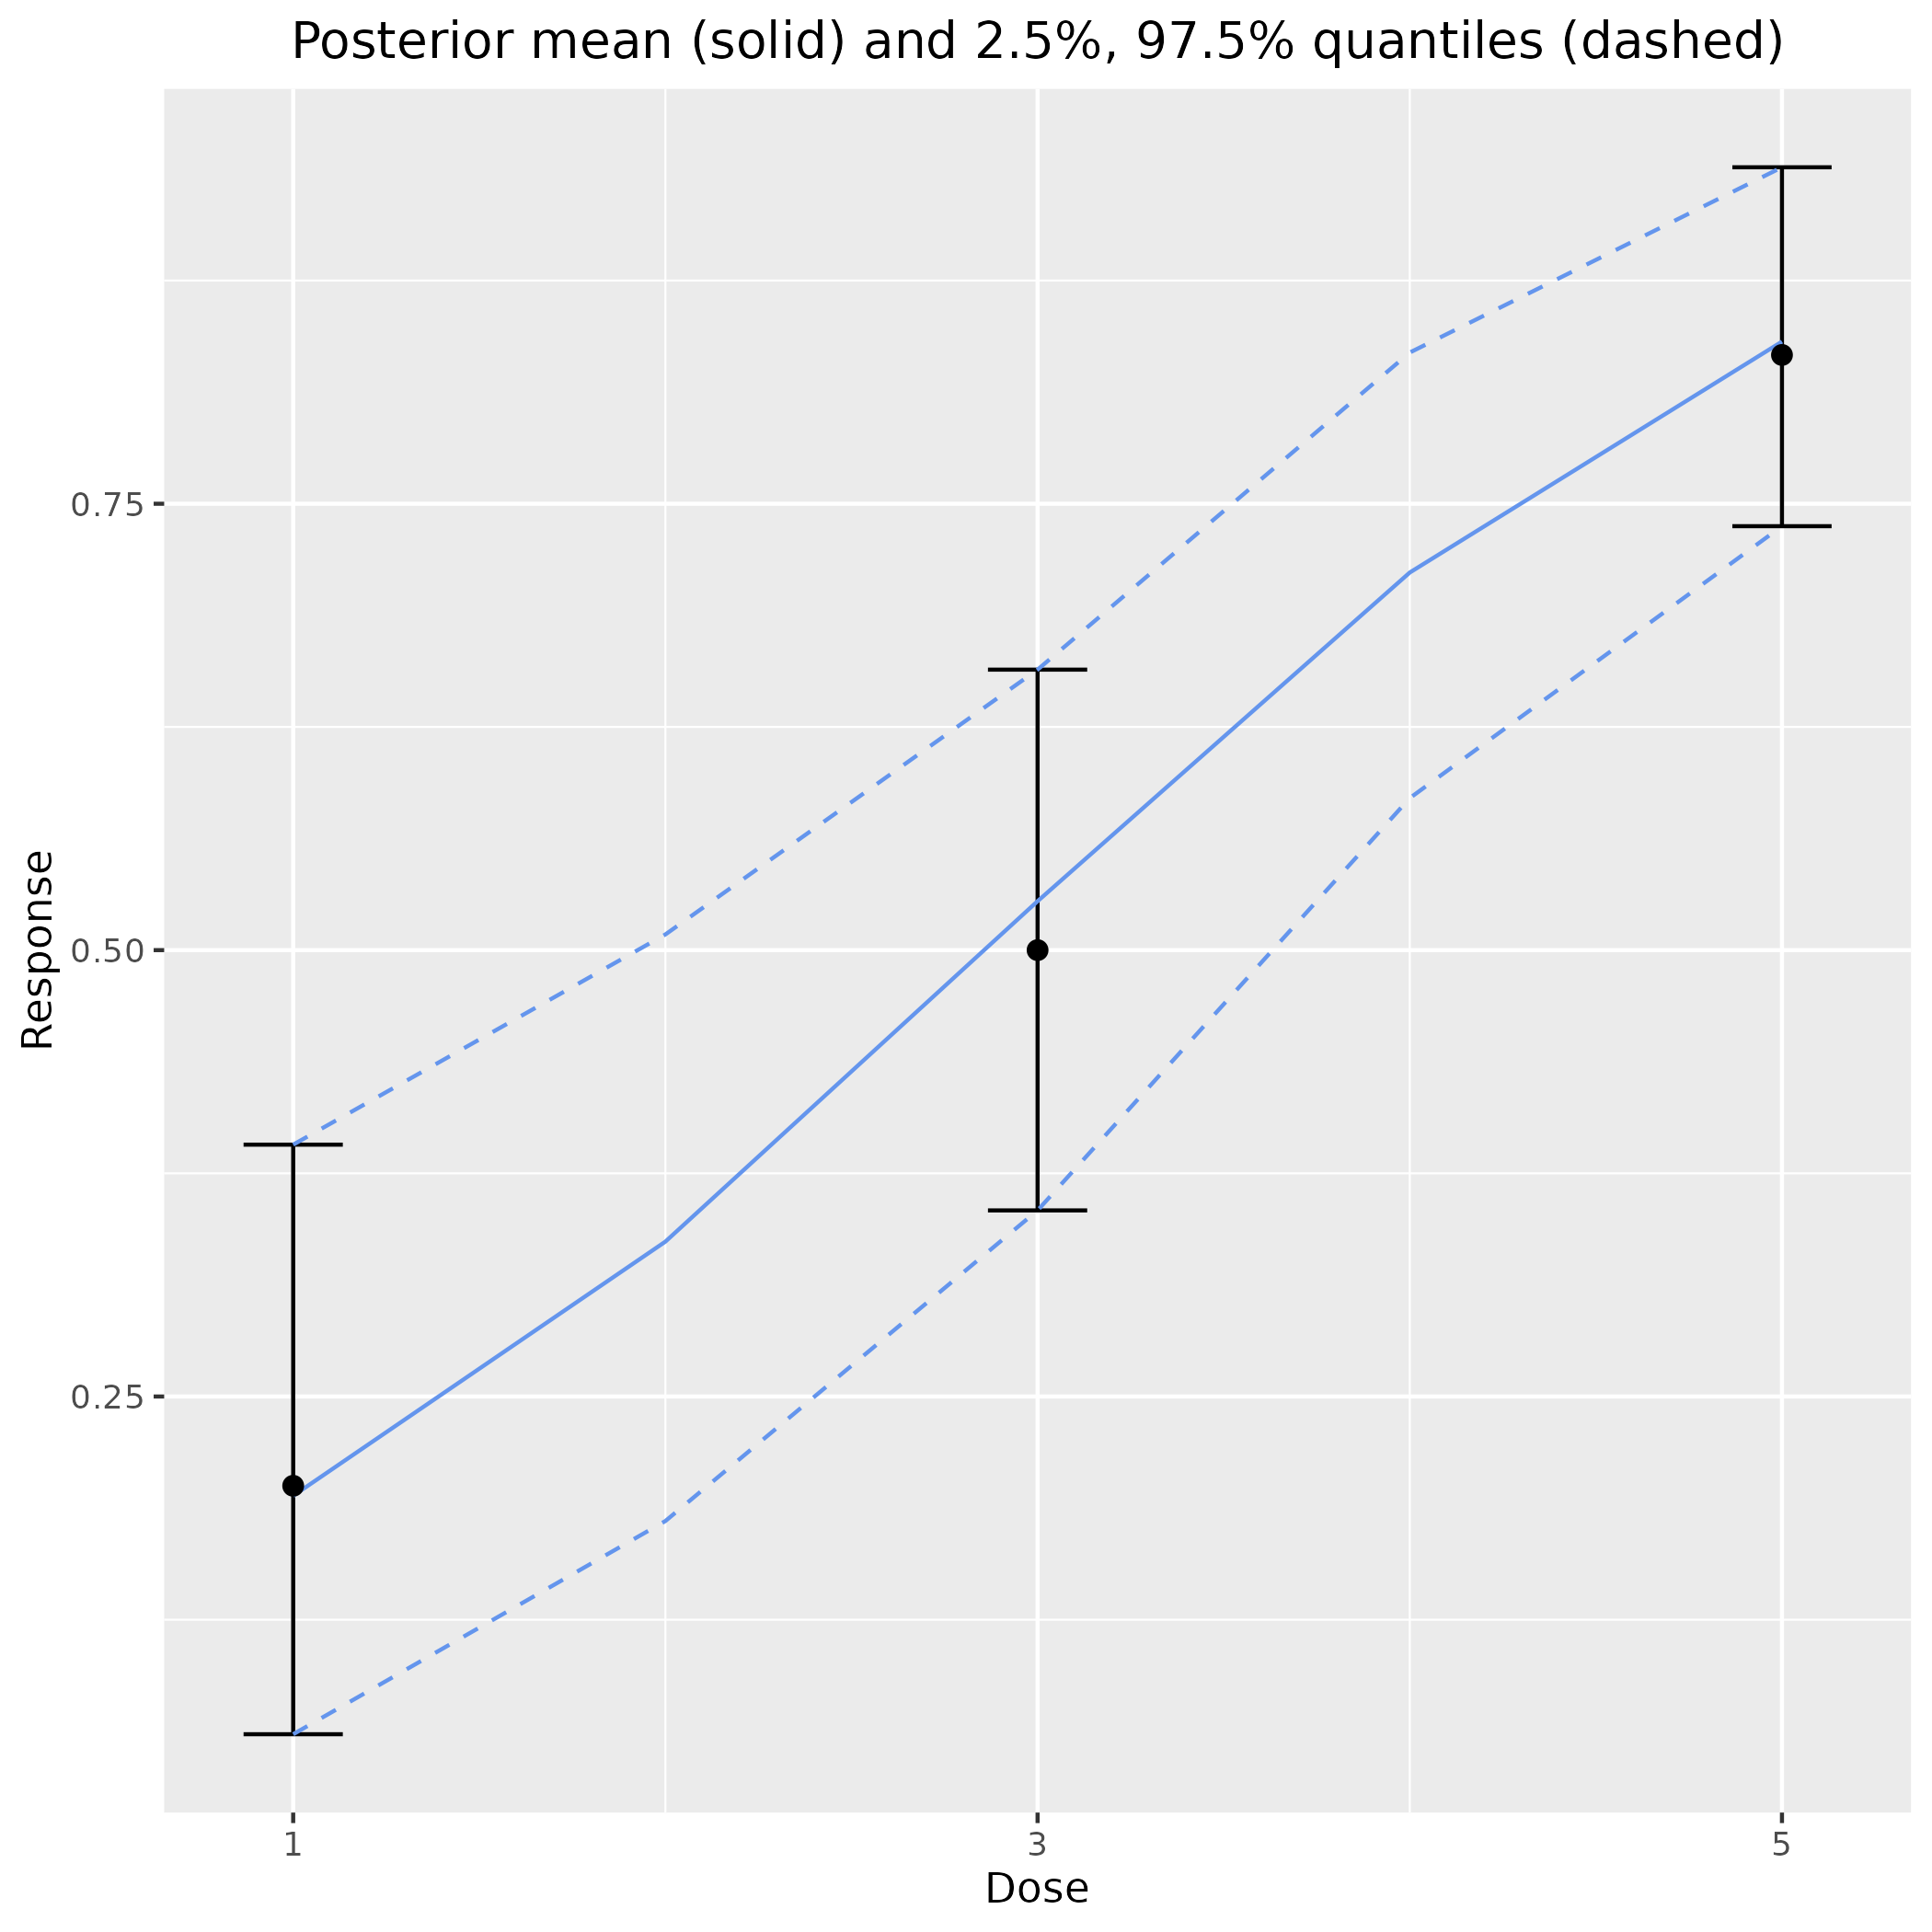 Posterior mean (solid) and 2.5%, 97.5% quantiles (dashed)
0.75
0.50
0.25
Response
1 3 5
Dose